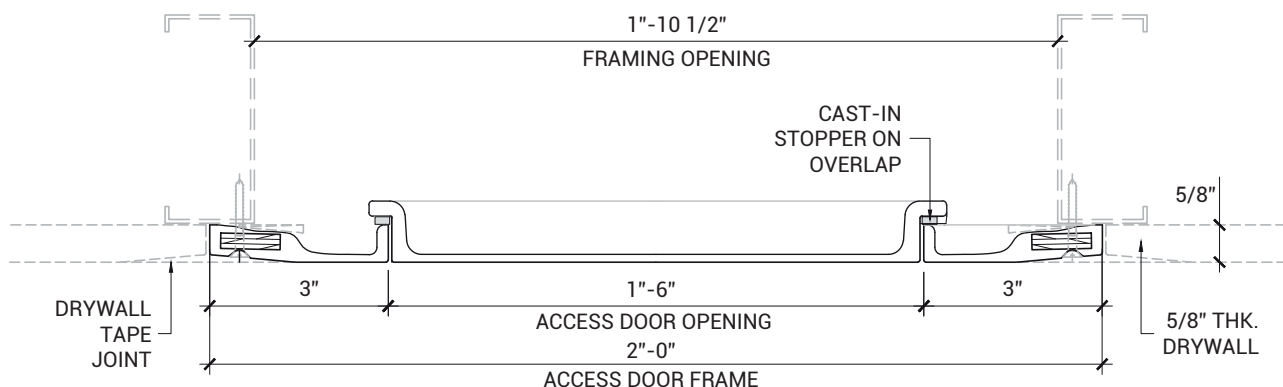 1"-10 1/2"
FRAMING OPENING
CAST-IN
STOPPER ON
OVERLAP
5/8"
3"
1"-6"
3"
DRYWALL
TAPE
JOINT
ACCESS DOOR OPENING
5/8" THK.
DRYWALL
2"-0"
ACCESS DOOR FRAME